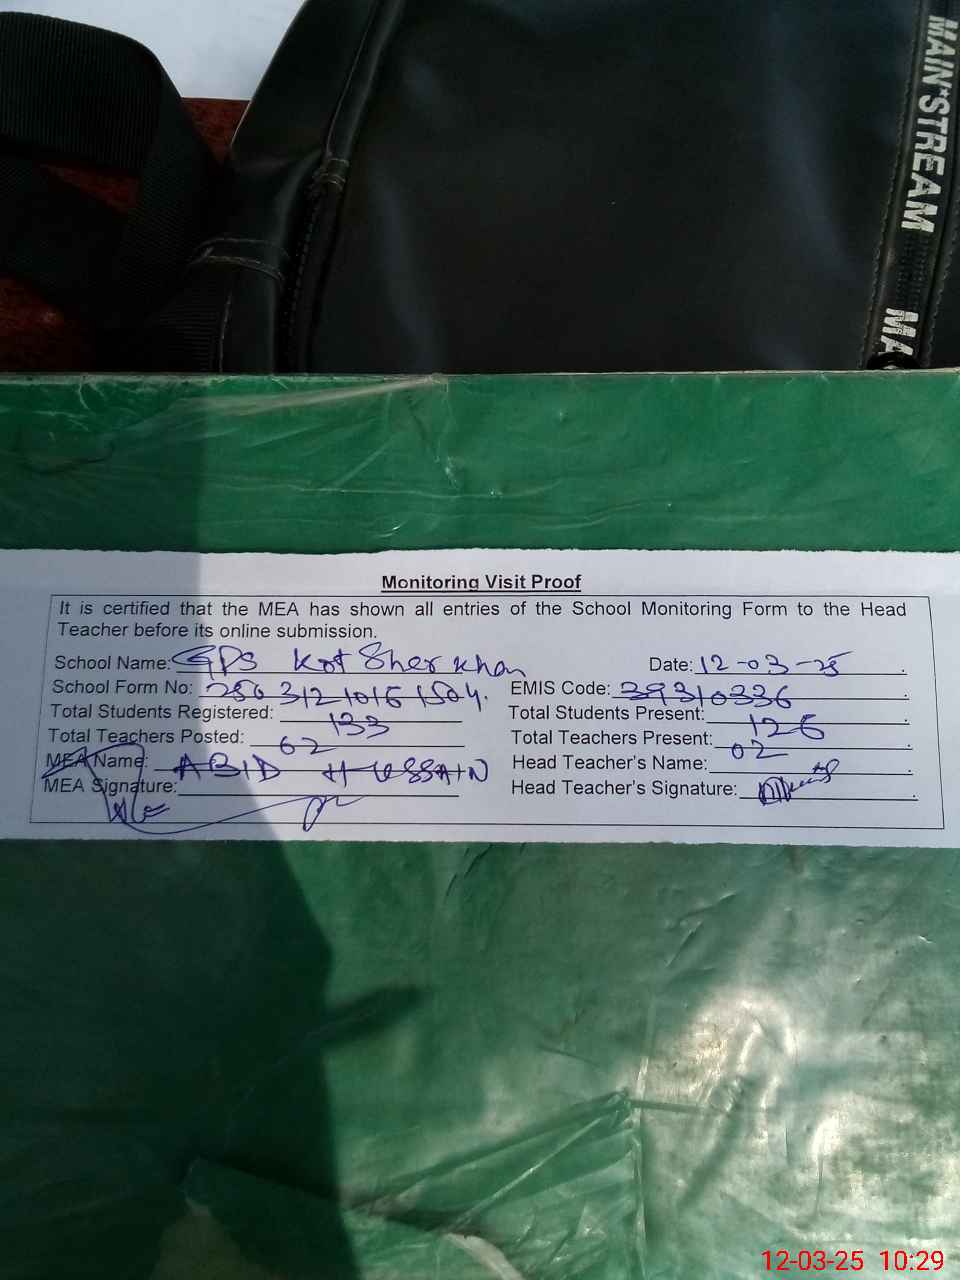 MAIN*STREAM
MA
Monitoring Visit Proof
It is certified that the MEA has shown all entries of the School Monitoring Form to the Head
Teacher before its online submission.
School Name: GPS Kot Sher Khan Date: 12-03-25
School Form No: EMIS Code: 39310336
Total Students Registered: 133 Total Students Present: 126
Total Teachers Posted: 02 Total Teachers Present: 02
MEA Name: ABID HUSSAIN Head Teacher's Name:
MEA Signature: Head Teacher's Signature:
12-03-25 10:29